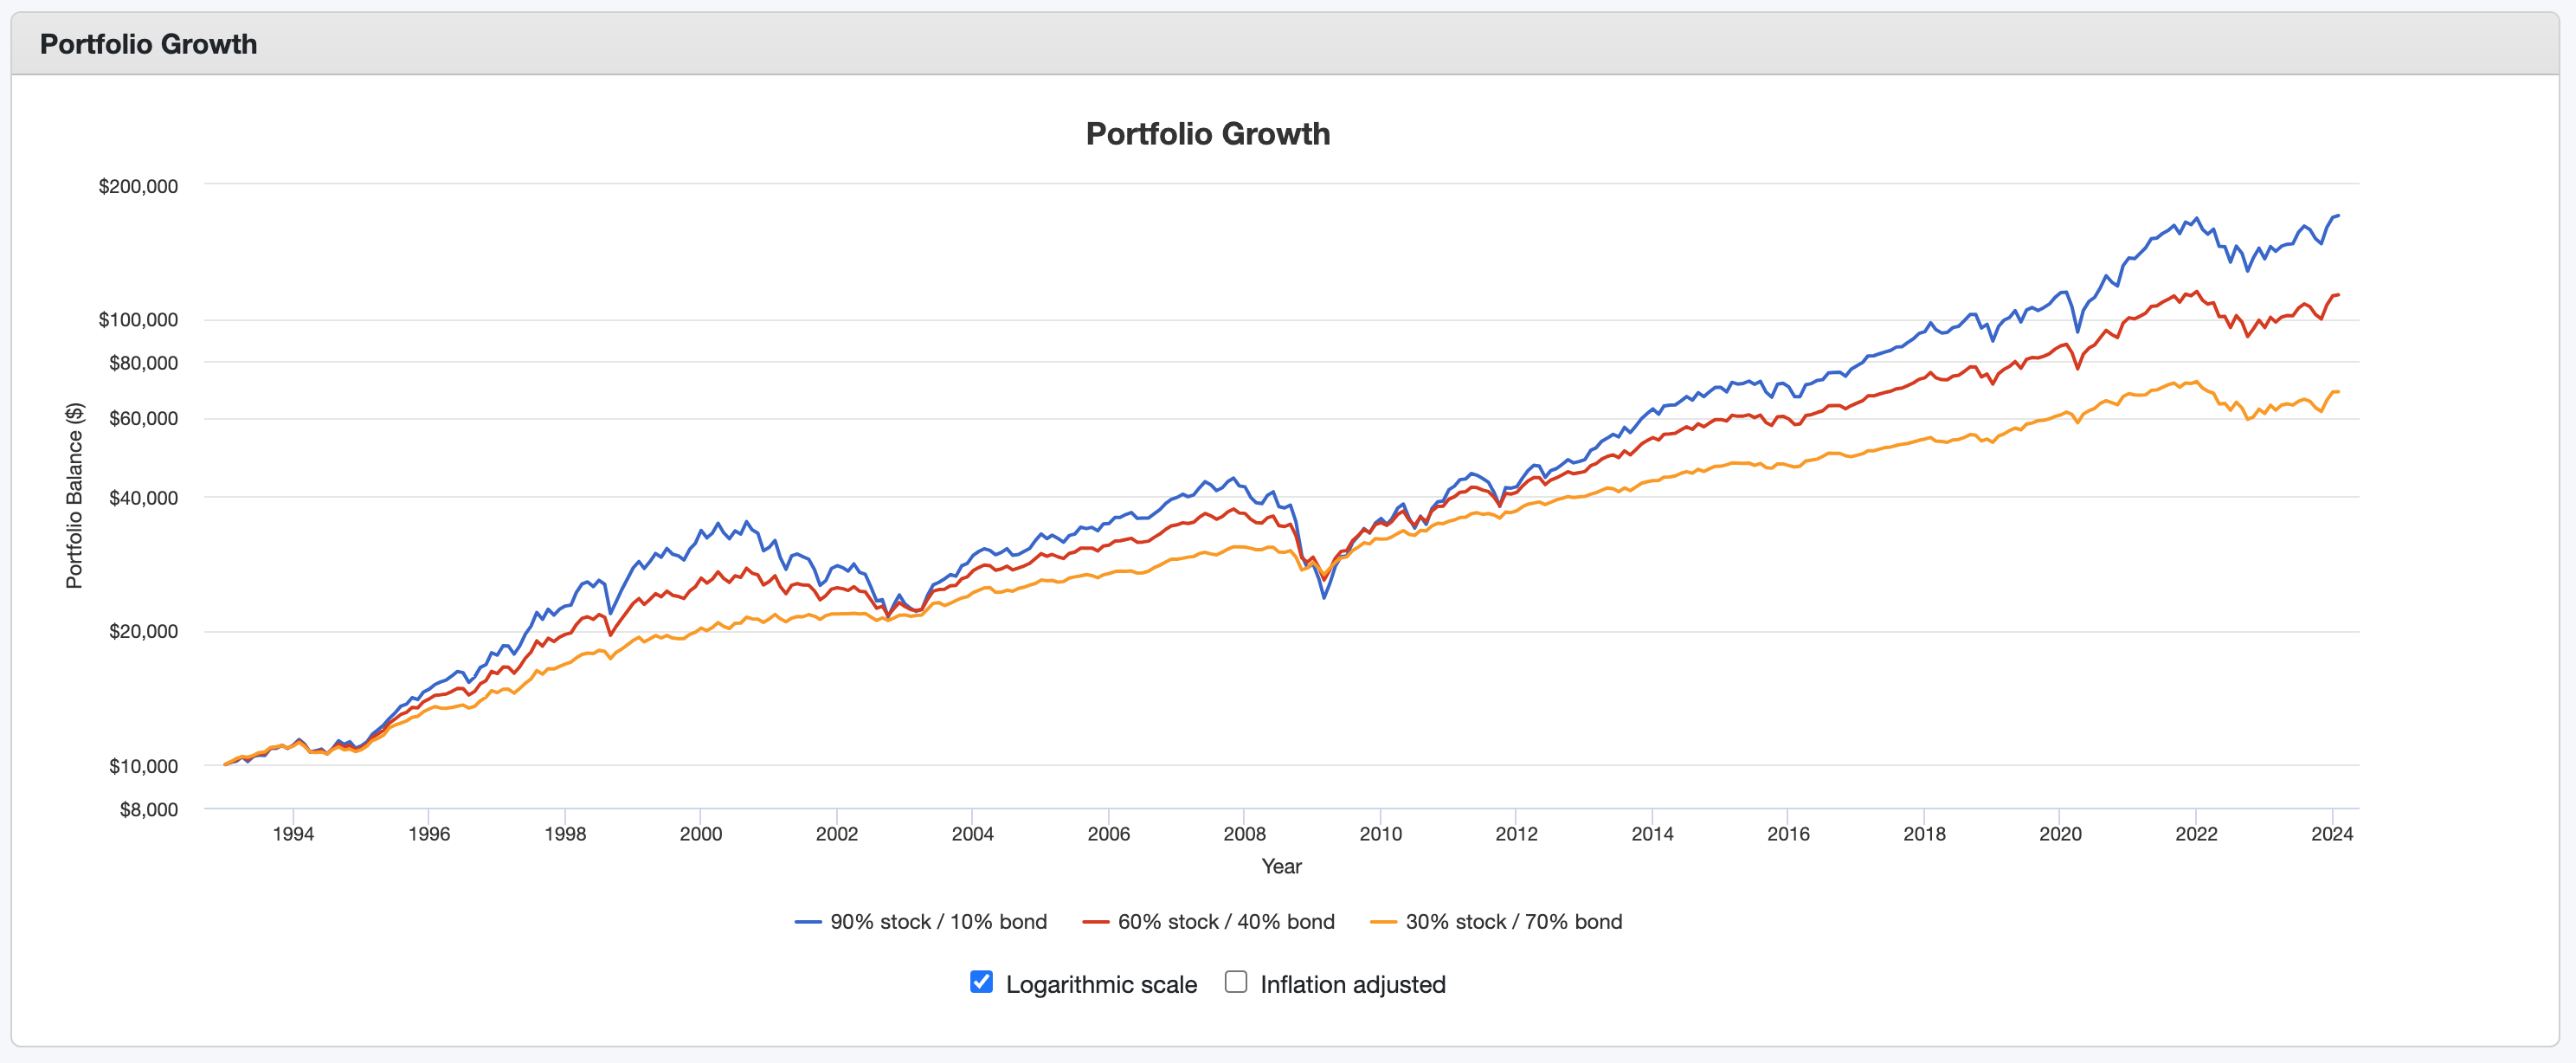 Portfolio Growth
Portfolio Growth
$200,000
$100,000
$80,000
$60,000
$40,000
$20,000
$10,000
$8,000
Portfolio Balance ($)
1994 1996 1998 2000 2002 2004 2006 2008 2010 2012 2014 2016 2018 2020 2022 2024
Year
90% stock / 10% bond 60% stock / 40% bond 30% stock / 70% bond
Logarithmic scale Inflation adjusted